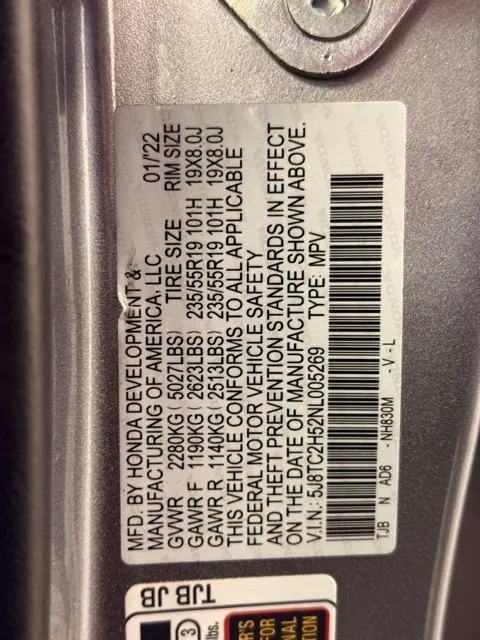 MFD. BY HONDA DEVELOPMENT &
MANUFACTURING OF AMERICA, LLC 01/'22
GVWR 2280KG ( 5027LBS) TIRE SIZE RIM SIZE
GAWR F 1190KG ( 2623LBS) 235/55R19 101H 19X8.0J
GAWR R 1140KG ( 2513LBS) 235/55R19 101H 19X8.0J
THIS VEHICLE CONFORMS TO ALL APPLICABLE
FEDERAL MOTOR VEHICLE SAFETY
AND THEFT PREVENTION STANDARDS IN EFFECT
ON THE DATE OF MANUFACTURE SHOWN ABOVE.
V.I.N.: 5J8TC2H52NL005269 TYPE: MPV
TJB N AD6 -NH830M -V-L
TJB JB
3
lbs.